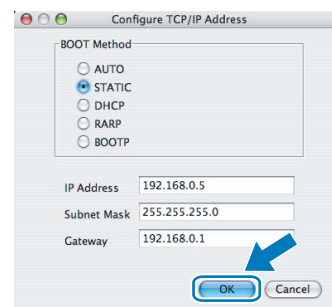 Configure TCP/IP Address
BOOT Method
AUTO
STATIC
DHCP
RARP
BOOTP
IP Address 192.168.0.5
Subnet Mask 255.255.255.0
Gateway 192.168.0.1
OK Cancel